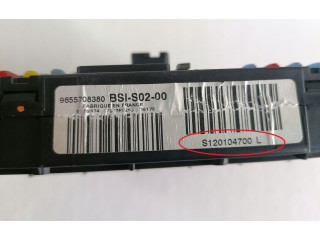 9655708380 BSI-S02-00
FABRIQUE EN FRANCE
S120104700 L